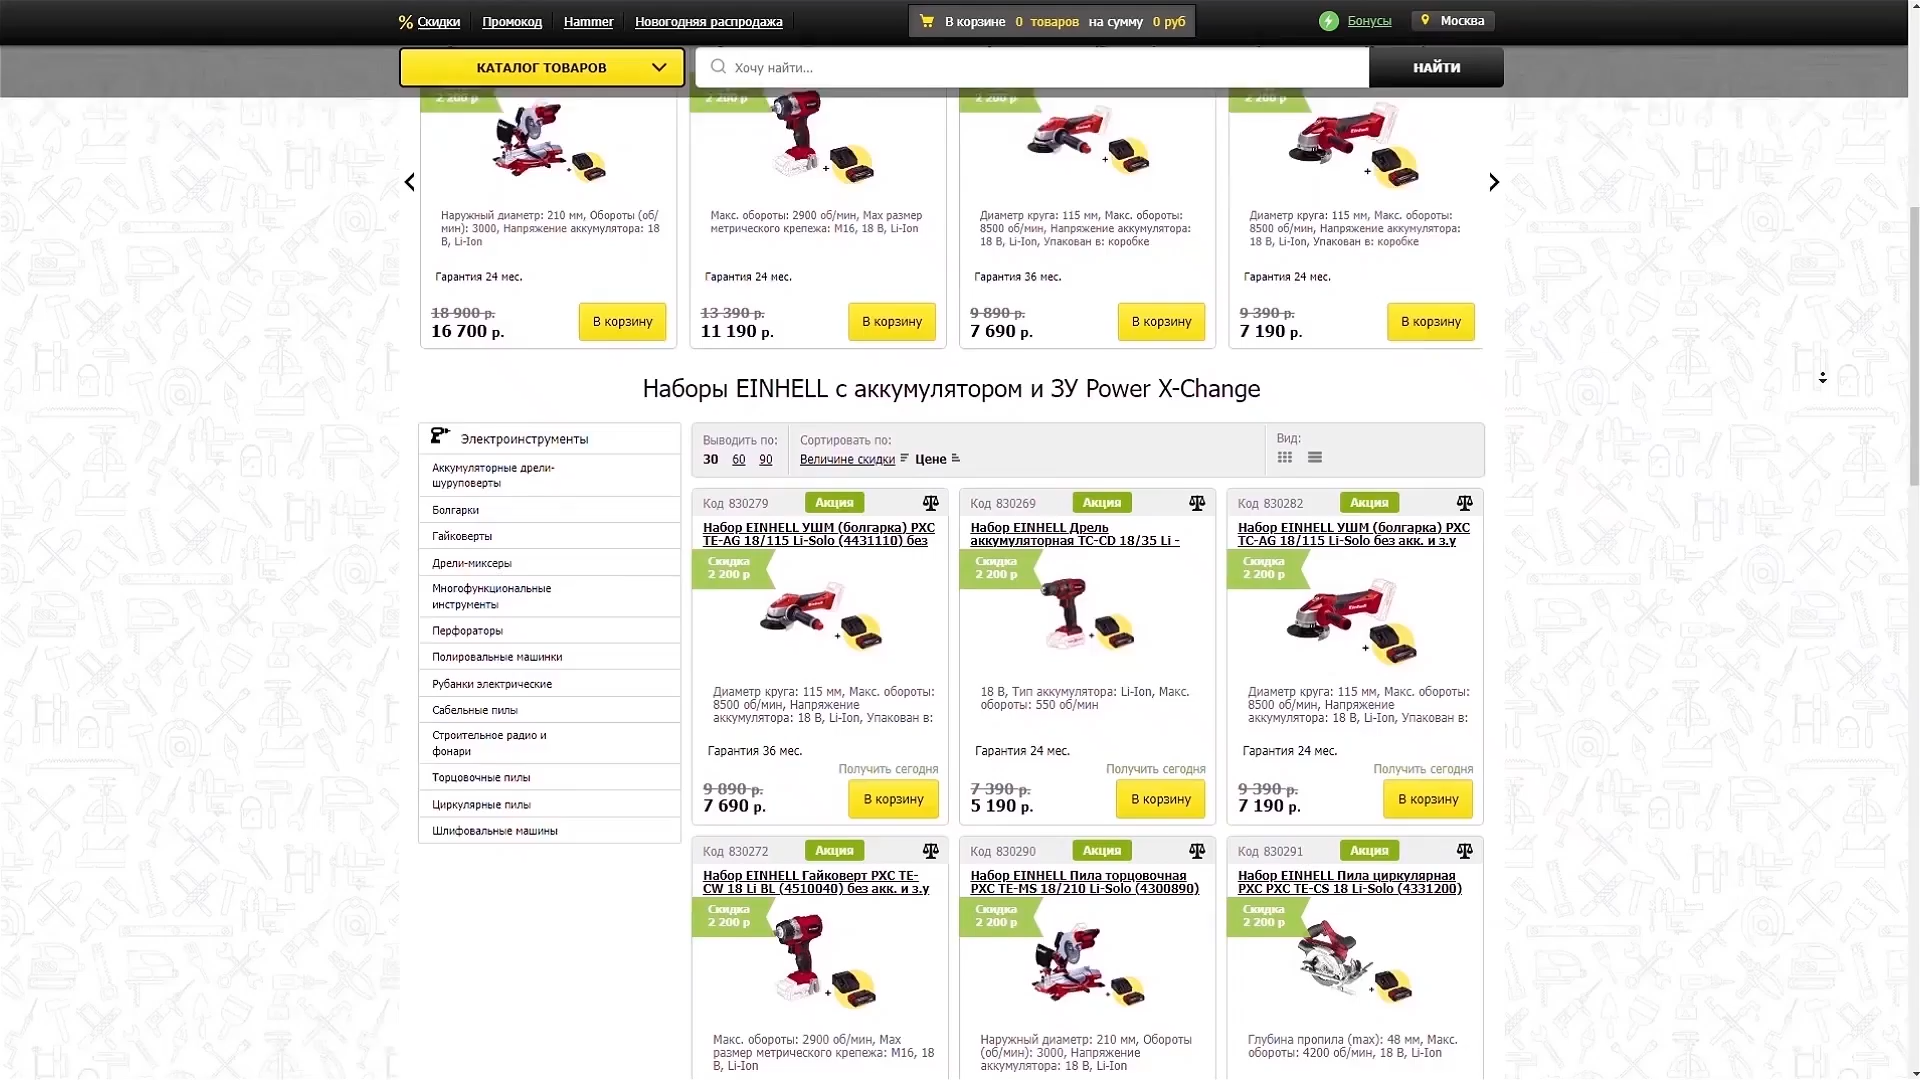 Скидки Промокод Hammer Новогодняя распродажа
В корзине 0 товаров на сумму 0 руб
Бонусы
Москва
КАТАЛОГ ТОВАРОВ
Хочу найти...
НАЙТИ
2 200 р
2 200 р
2 200 р
2 200 р
Наружный диаметр: 210 мм, Обороты (об/
мин): 3000, Напряжение аккумулятора: 18
В, Li-Ion
Гарантия 24 мес.
18 900 р.
16 700 р.
В корзину
Макс. обороты: 2900 об/мин, Max размер
метрического крепежа: М16, 18 В, Li-Ion
Гарантия 24 мес.
13 390 р.
11 190 р.
В корзину
Диаметр круга: 115 мм, Макс. обороты:
8500 об/мин, Напряжение аккумулятора:
18 В, Li-Ion, Упакован в: коробке
Гарантия 36 мес.
9 890 р.
7 690 р.
В корзину
Диаметр круга: 115 мм, Макс. обороты:
8500 об/мин, Напряжение аккумулятора:
18 В, Li-Ion, Упакован в: коробке
Гарантия 24 мес.
9 390 р.
7 190 р.
В корзину
Наборы EINHELL с аккумулятором и ЗУ Power X-Change
Электроинструменты
Аккумуляторные дрели-
шуруповерты
Болгарки
Гайковерты
Дрели-миксеры
Многофункциональные
инструменты
Перфораторы
Полировальные машинки
Рубанки электрические
Сабельные пилы
Строительное радио и
фонари
Торцовочные пилы
Циркулярные пилы
Шлифовальные машины
Выводить по:
30 60 90
Сортировать по:
Величине скидки Цене
Вид:
Код 830279 Акция
Набор EINHELL УШМ (болгарка) PXC
TE-AG 18/115 Li-Solo (4431110) без
Скидка
2 200 р
Диаметр круга: 115 мм, Макс. обороты:
8500 об/мин, Напряжение
аккумулятора: 18 В, Li-Ion, Упакован в:
Гарантия 36 мес.
Получить сегодня
9 890 р.
7 690 р.
В корзину
Код 830269 Акция
Набор EINHELL Дрель
аккумуляторная TC-CD 18/35 Li -
Скидка
2 200 р
18 В, Тип аккумулятора: Li-Ion, Макс.
обороты: 550 об/мин
Гарантия 24 мес.
Получить сегодня
7 390 р.
5 190 р.
В корзину
Код 830282 Акция
Набор EINHELL УШМ (болгарка) PXC
TC-AG 18/115 Li-Solo без акк. и з.у
Скидка
2 200 р
Диаметр круга: 115 мм, Макс. обороты:
8500 об/мин, Напряжение
аккумулятора: 18 В, Li-Ion, Упакован в:
Гарантия 24 мес.
Получить сегодня
9 390 р.
7 190 р.
В корзину
Код 830272 Акция
Набор EINHELL Гайковерт PXC TE-
CW 18 Li BL (4510040) без акк. и з.у
Скидка
2 200 р
Макс. обороты: 2900 об/мин, Max
размер метрического крепежа: М16, 18
В, Li-Ion
Код 830290 Акция
Набор EINHELL Пила торцовочная
PXC TE-MS 18/210 Li-Solo (4300890)
Скидка
2 200 р
Наружный диаметр: 210 мм, Обороты
(об/мин): 3000, Напряжение
аккумулятора: 18 В, Li-Ion
Код 830291 Акция
Набор EINHELL Пила циркулярная
PXC PXC TE-CS 18 Li-Solo (4331200)
Скидка
2 200 р
Глубина пропила (max): 48 мм, Макс.
обороты: 4200 об/мин, 18 В, Li-Ion